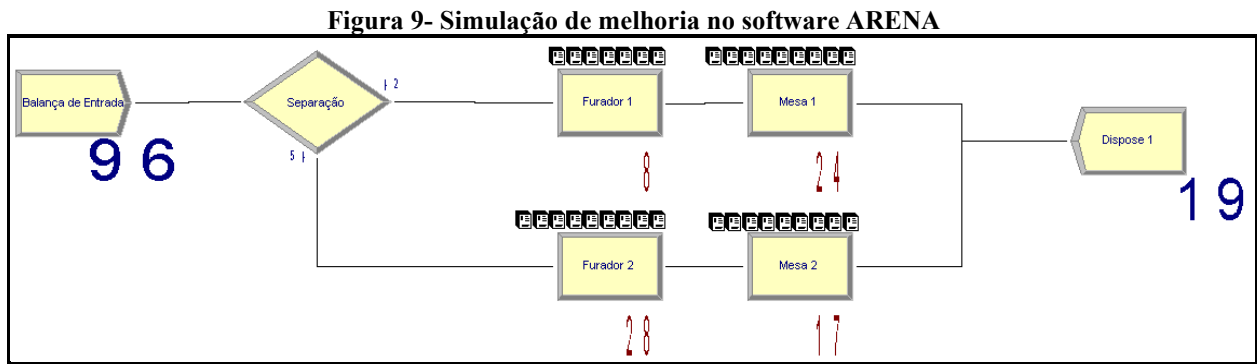 Figura 9- Simulação de melhoria no software ARENA
Balança de Entrada
96
Separação
2
5
Furador 1
8
Mesa 1
24
Furador 2
28
Mesa 2
17
Dispose 1
19